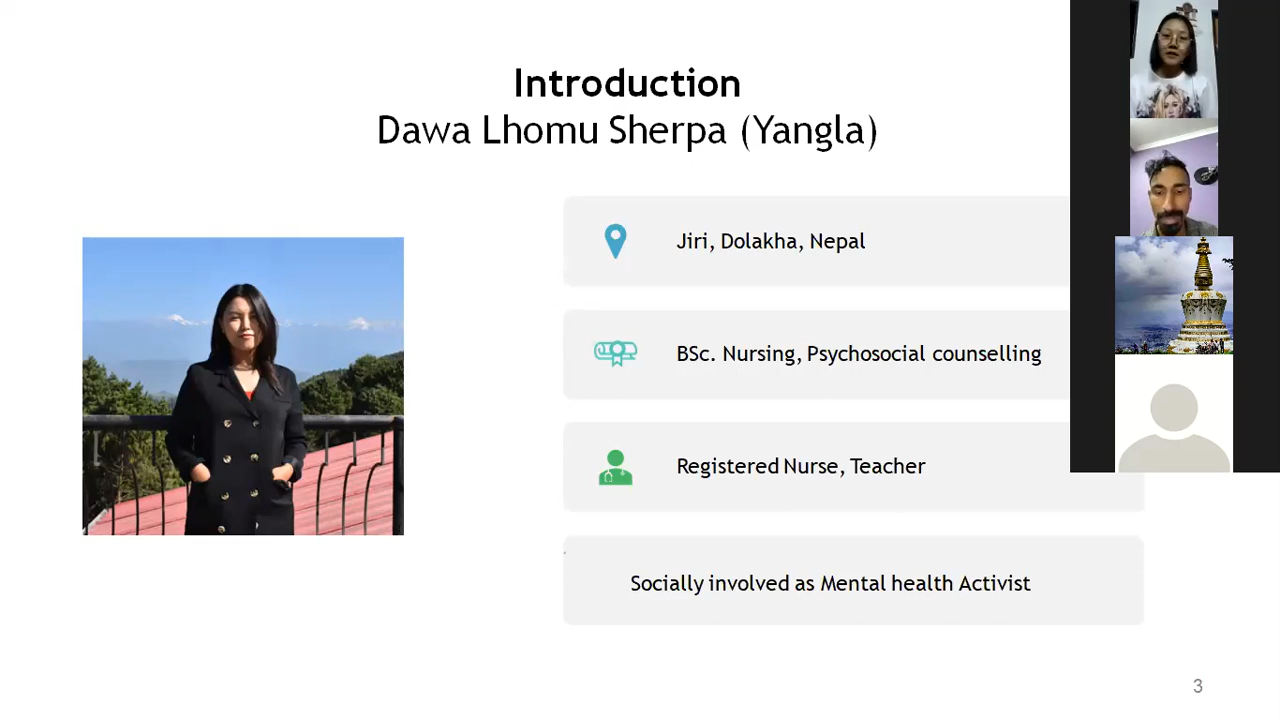 Introduction
Dawa Lhomu Sherpa (Yangla)
Jiri, Dolakha, Nepal
BSc. Nursing, Psychosocial counselling
Registered Nurse, Teacher
Socially involved as Mental health Activist
3